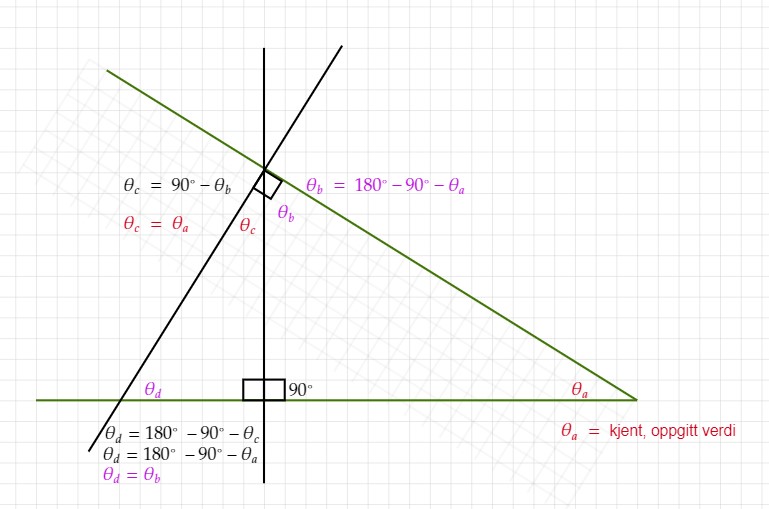 θc = 90° − θb
θb = 180° − 90° − θa
θb
θc = θa
θc
θd
90°
θa
θa = kjent, oppgitt verdi
θd = 180° − 90° − θc
θd = 180° − 90° − θa
θd = θb